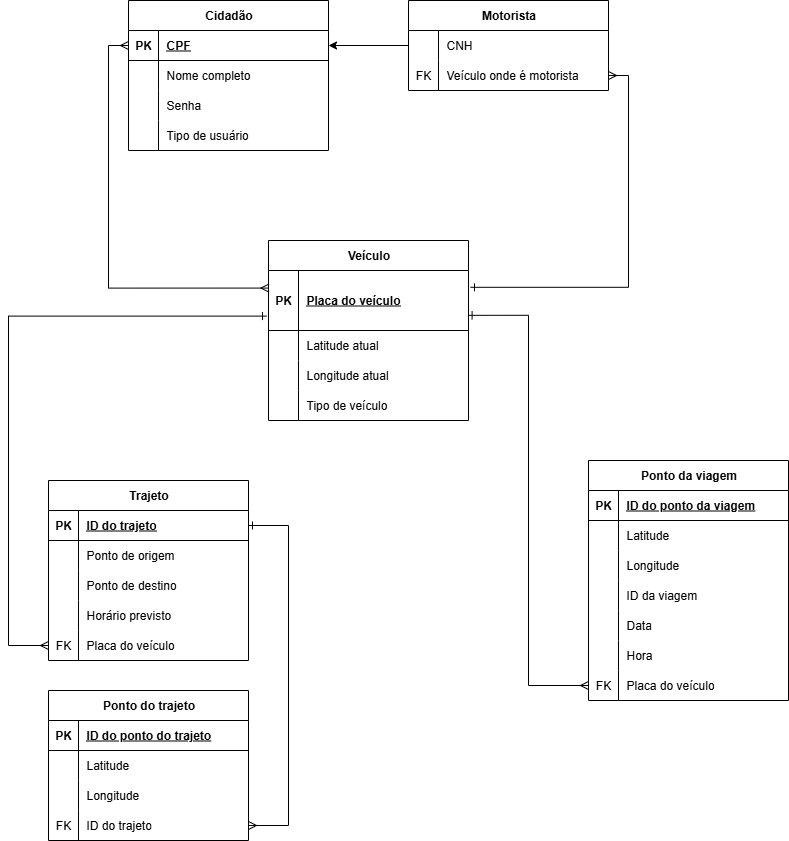 Cidadão
PK CPF
Nome completo
Senha
Tipo de usuário
Motorista
CNH
FK Veículo onde é motorista
Veículo
PK Placa do veículo
Latitude atual
Longitude atual
Tipo de veículo
Trajeto
PK ID do trajeto
Ponto de origem
Ponto de destino
Horário previsto
FK Placa do veículo
Ponto da viagem
PK ID do ponto da viagem
Latitude
Longitude
ID da viagem
Data
Hora
FK Placa do veículo
Ponto do trajeto
PK ID do ponto do trajeto
Latitude
Longitude
FK ID do trajeto